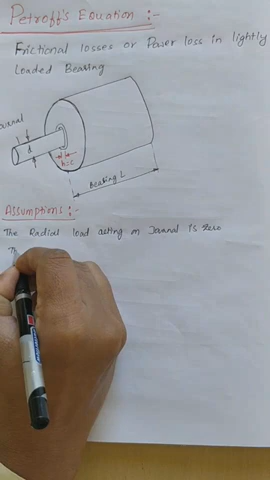 Petroff's Equation :-
Frictional losses or Power loss in lightly
Loaded Bearing
Journal
d
h=c
Bearing L
Assumptions :-
The Radial load acting on Journal is Zero